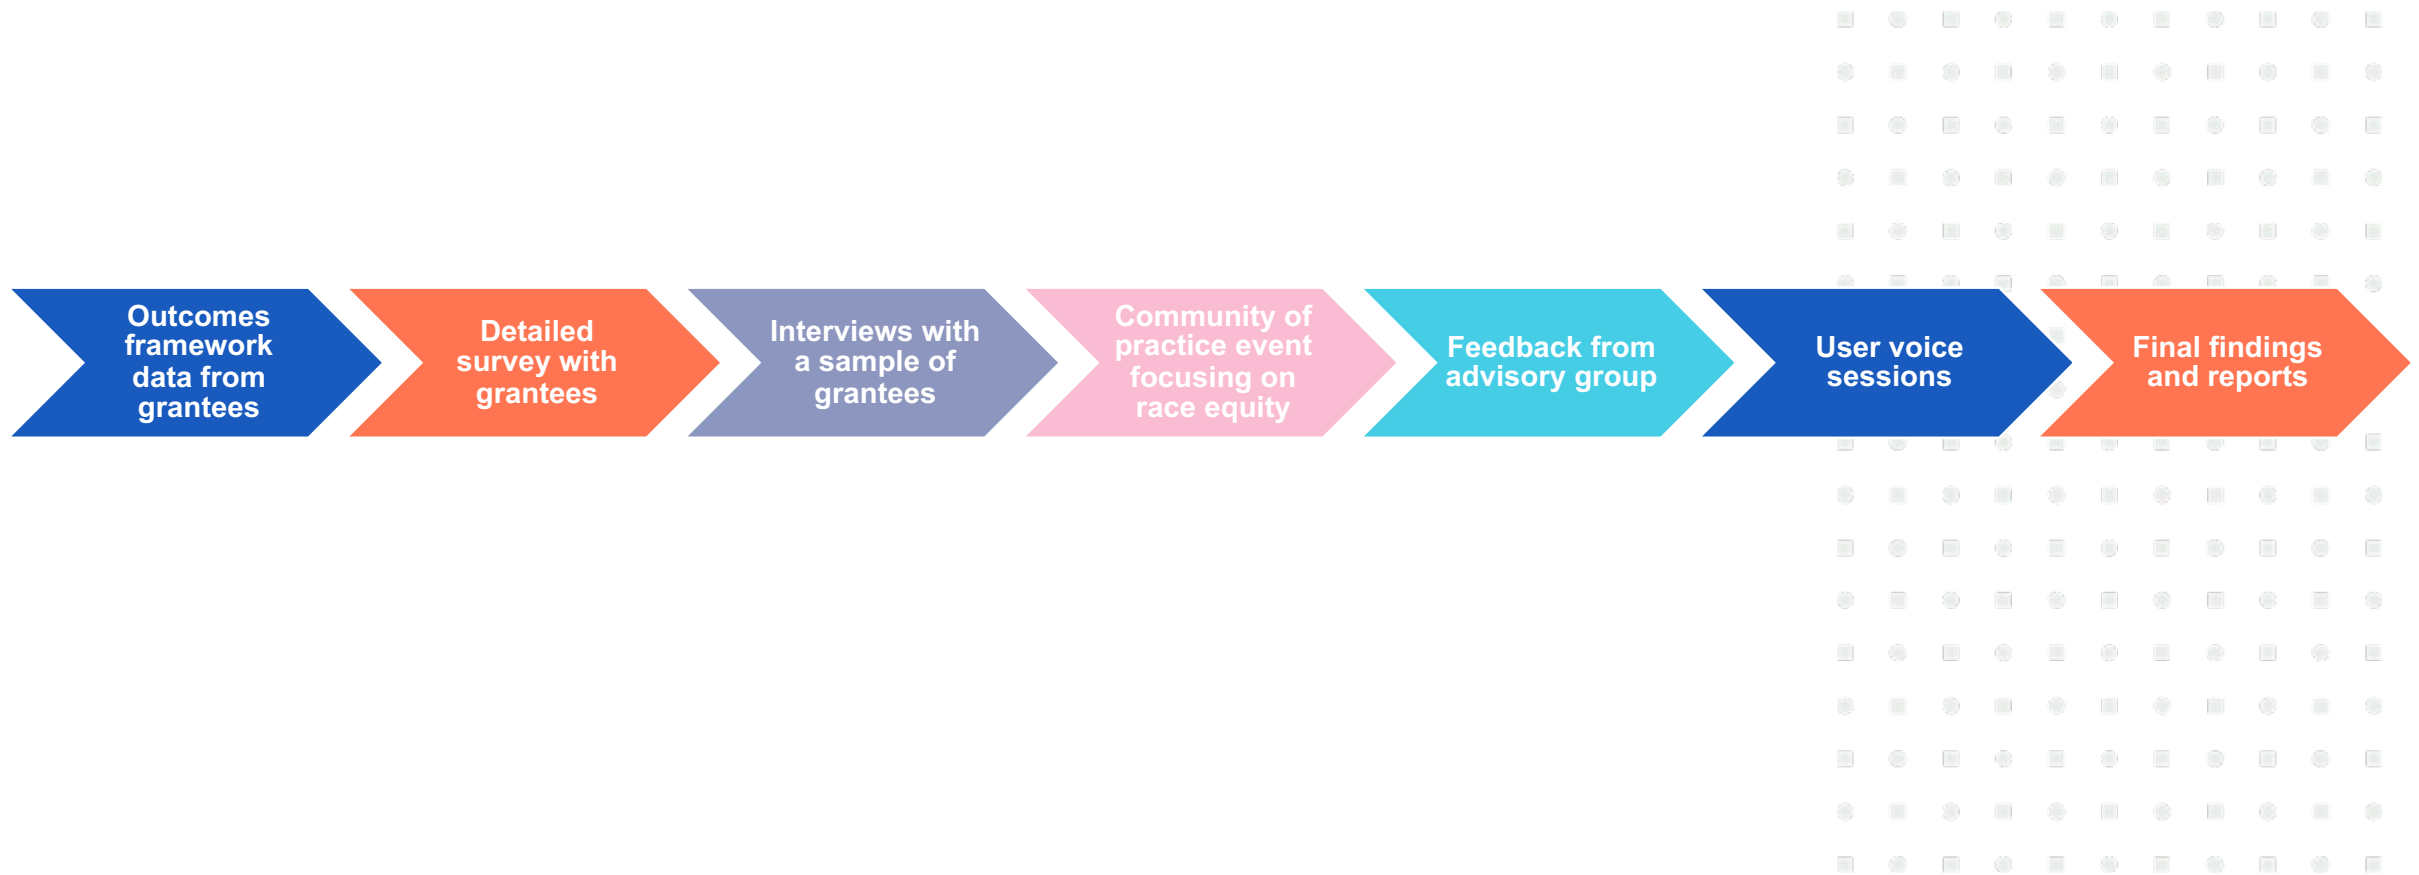 Outcomes
framework
data from
grantees
Detailed
survey with
grantees
Interviews with
a sample of
grantees
Community of
practice event
focusing on
race equity
Feedback from
advisory group
User voice
sessions
Final findings
and reports